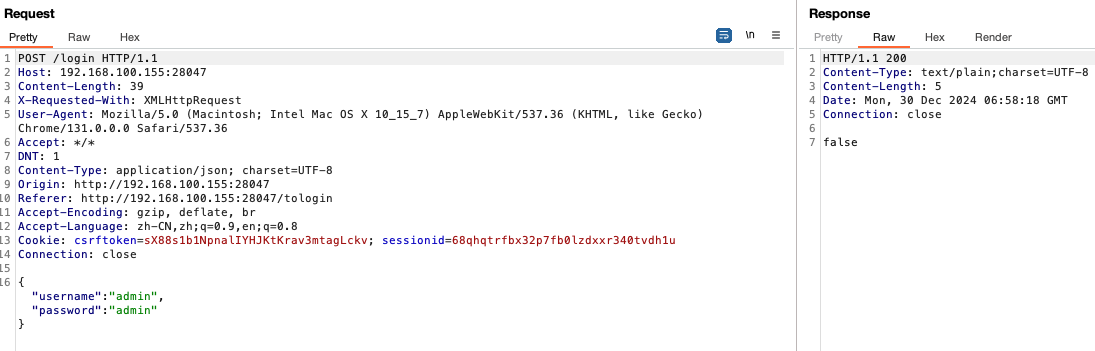 Request
Pretty Raw Hex \n
1 POST /login HTTP/1.1
2 Host: 192.168.100.155:28047
3 Content-Length: 39
4 X-Requested-With: XMLHttpRequest
5 User-Agent: Mozilla/5.0 (Macintosh; Intel Mac OS X 10_15_7) AppleWebKit/537.36 (KHTML, like Gecko)
Chrome/131.0.0.0 Safari/537.36
6 Accept: */*
7 DNT: 1
8 Content-Type: application/json; charset=UTF-8
9 Origin: http://192.168.100.155:28047
10 Referer: http://192.168.100.155:28047/tologin
11 Accept-Encoding: gzip, deflate, br
12 Accept-Language: zh-CN,zh;q=0.9,en;q=0.8
13 Cookie: csrftoken=sX88s1b1NpnalIYHJKtKrav3mtagLckv; sessionid=68qhqtrfbx32p7fb0lzdxxr340tvdh1u
14 Connection: close
15
16 {
"username":"admin",
"password":"admin"
}
Response
Pretty Raw Hex Render
1 HTTP/1.1 200
2 Content-Type: text/plain;charset=UTF-8
3 Content-Length: 5
4 Date: Mon, 30 Dec 2024 06:58:18 GMT
5 Connection: close
6
7 false